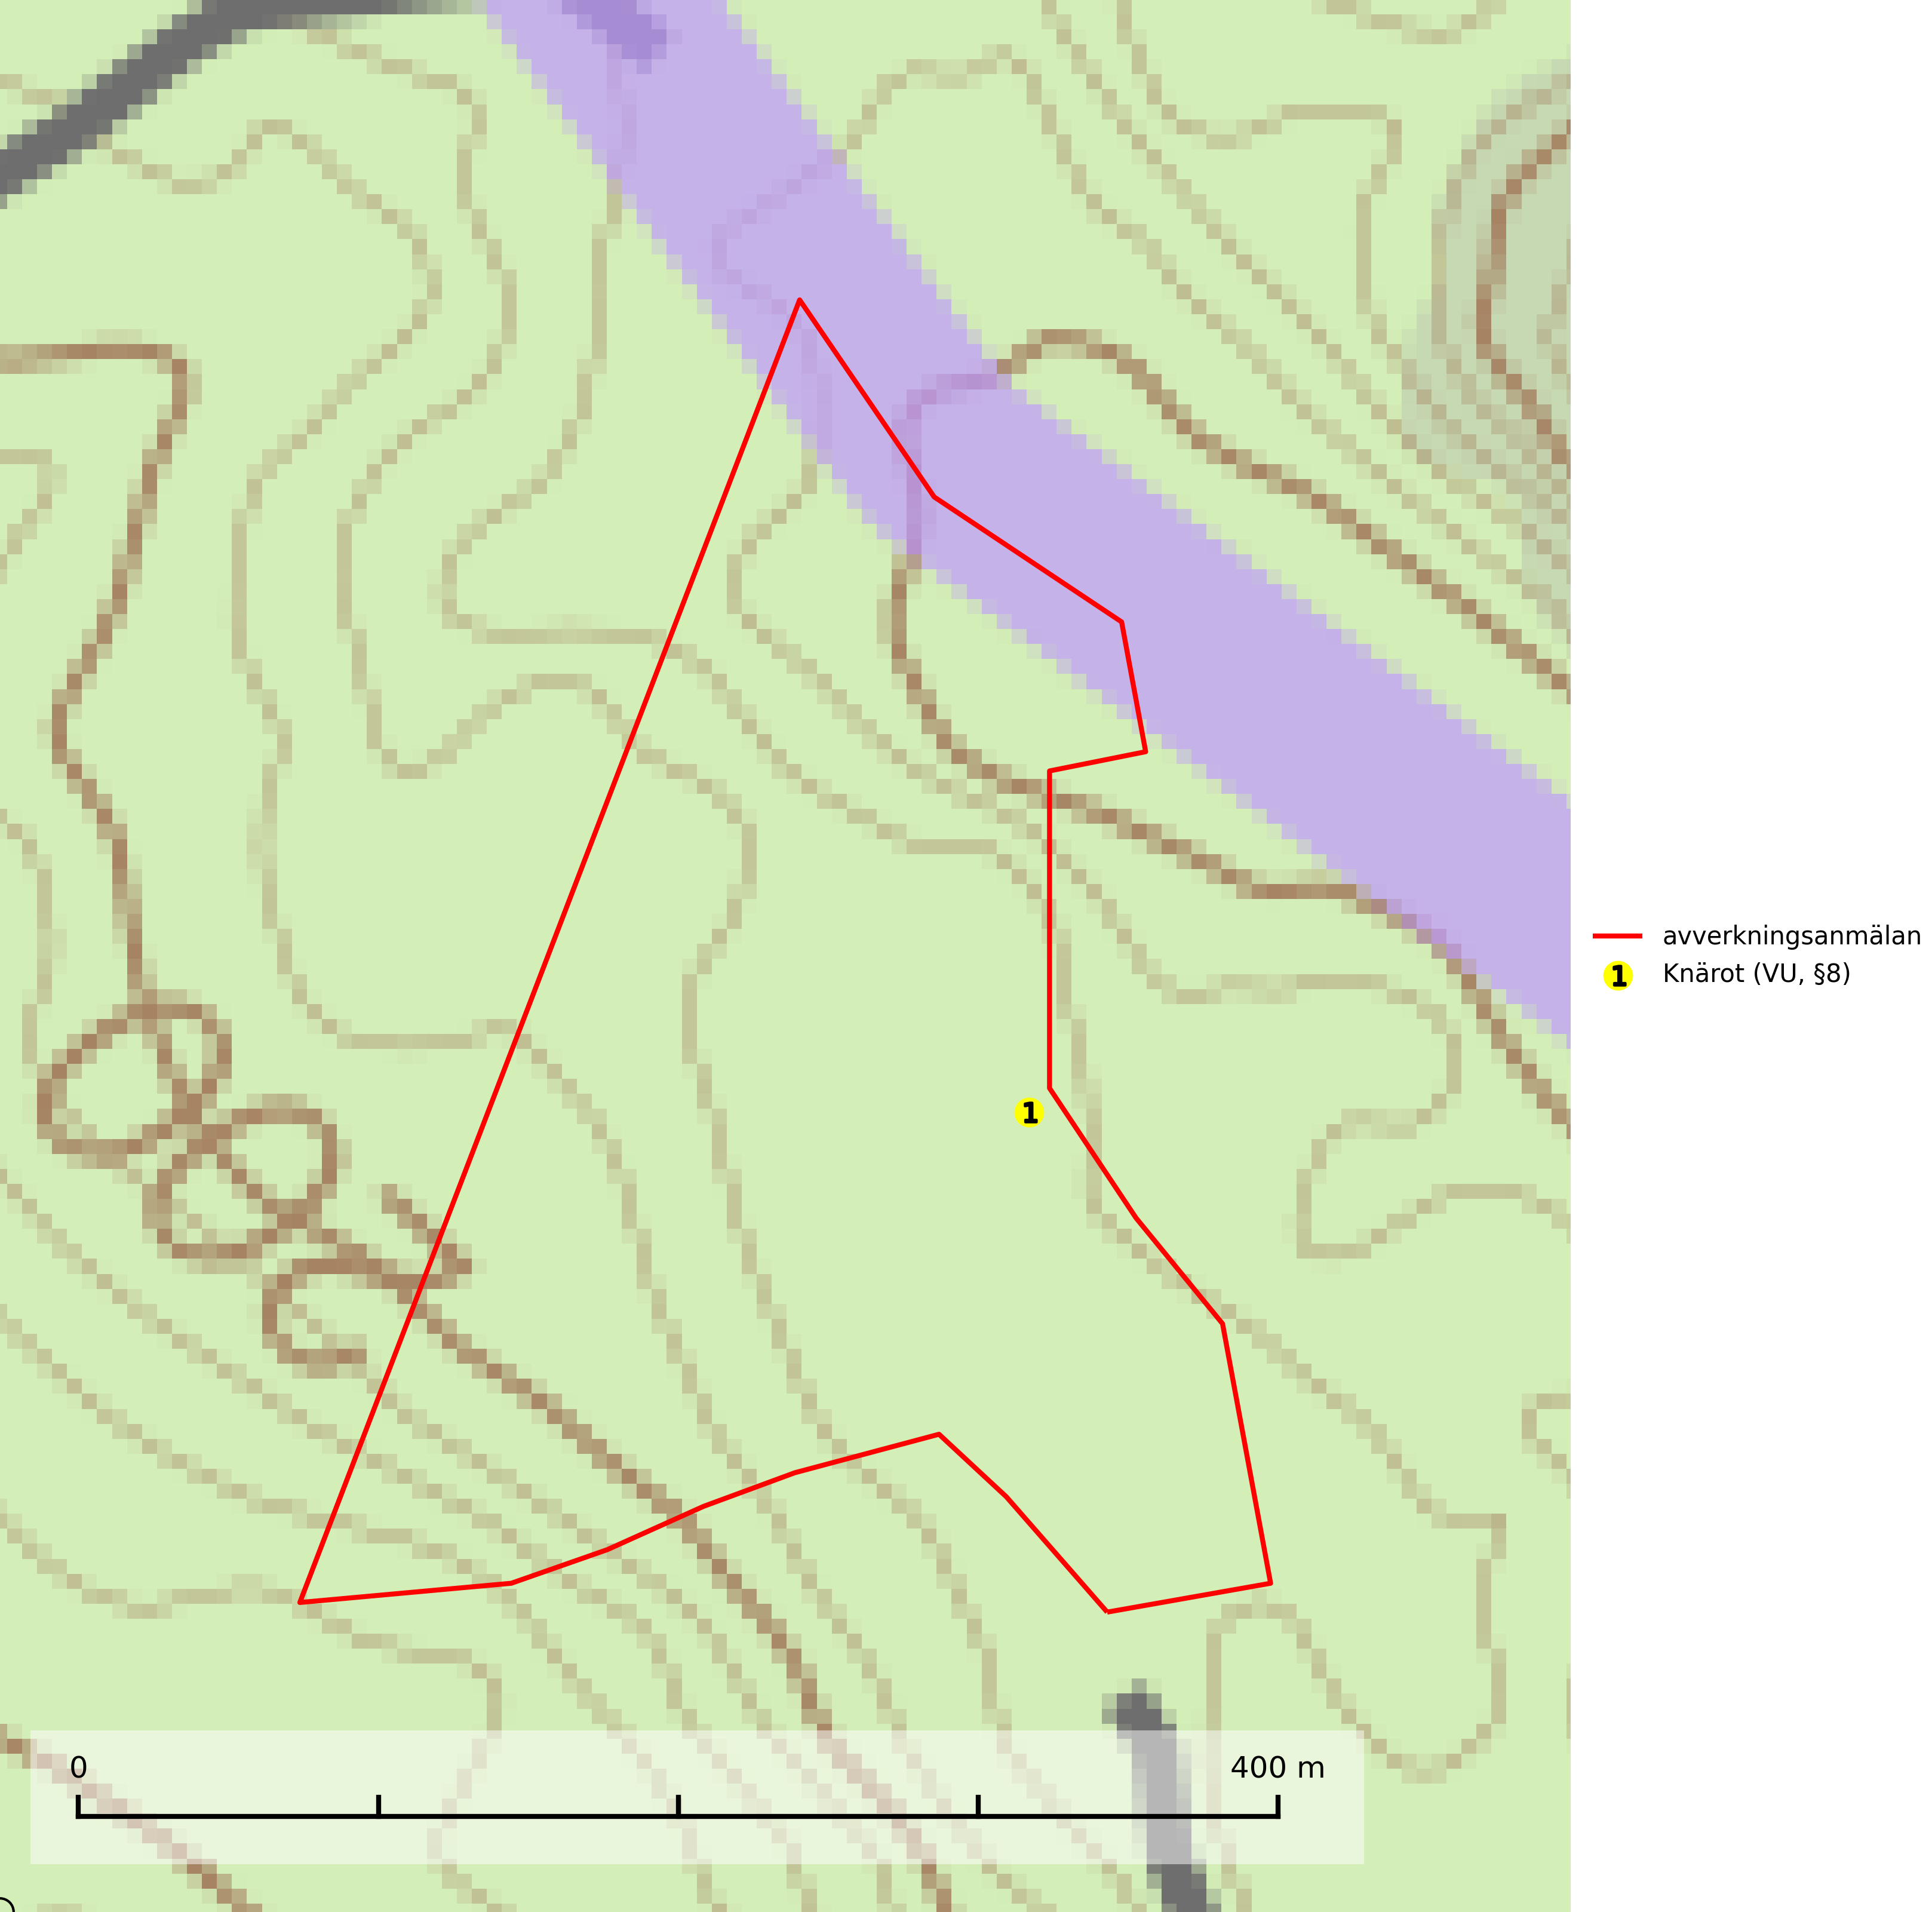 avverkningsanmälan
1 Knärot (VU, §8)
1
0 400 m